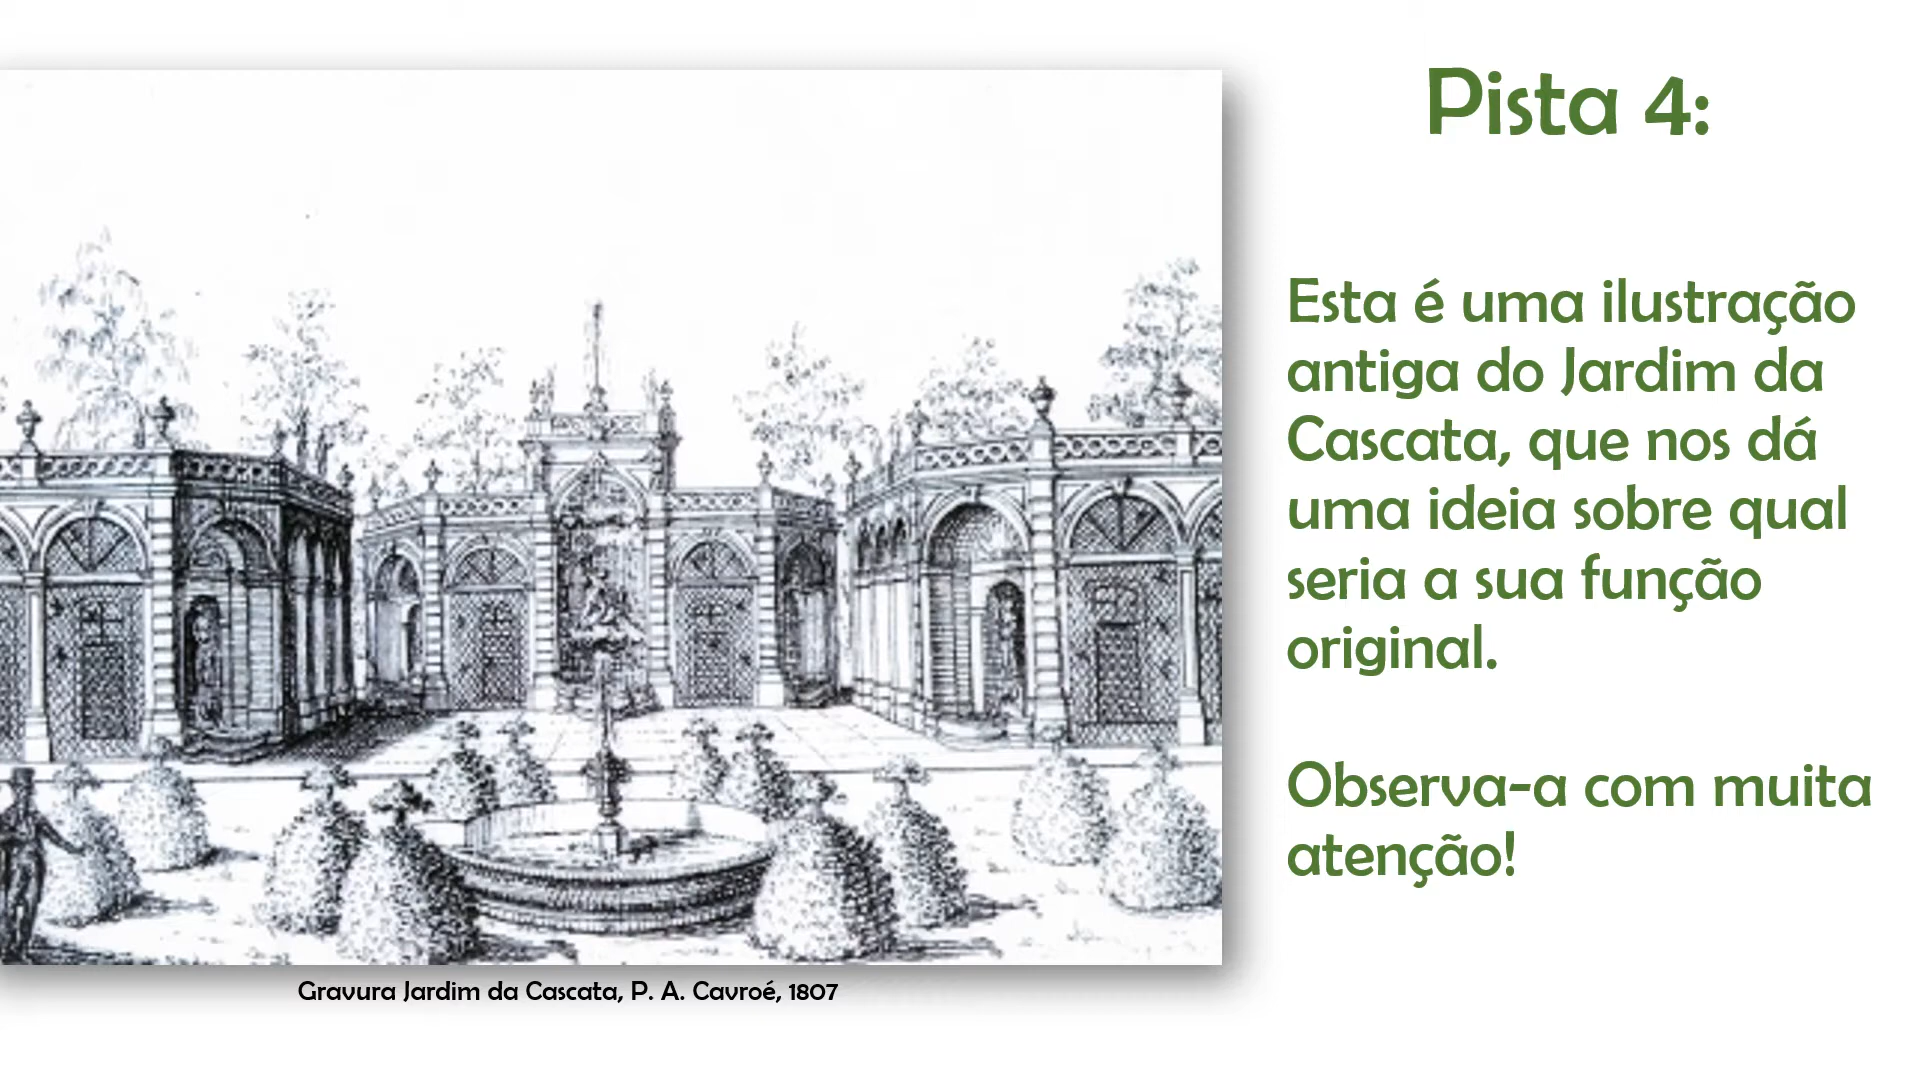 Pista 4:
Esta é uma ilustração
antiga do Jardim da
Cascata, que nos dá
uma ideia sobre qual
seria a sua função
original.
Observa-a com muita
atenção!
Gravura Jardim da Cascata, P. A. Cavroé, 1807